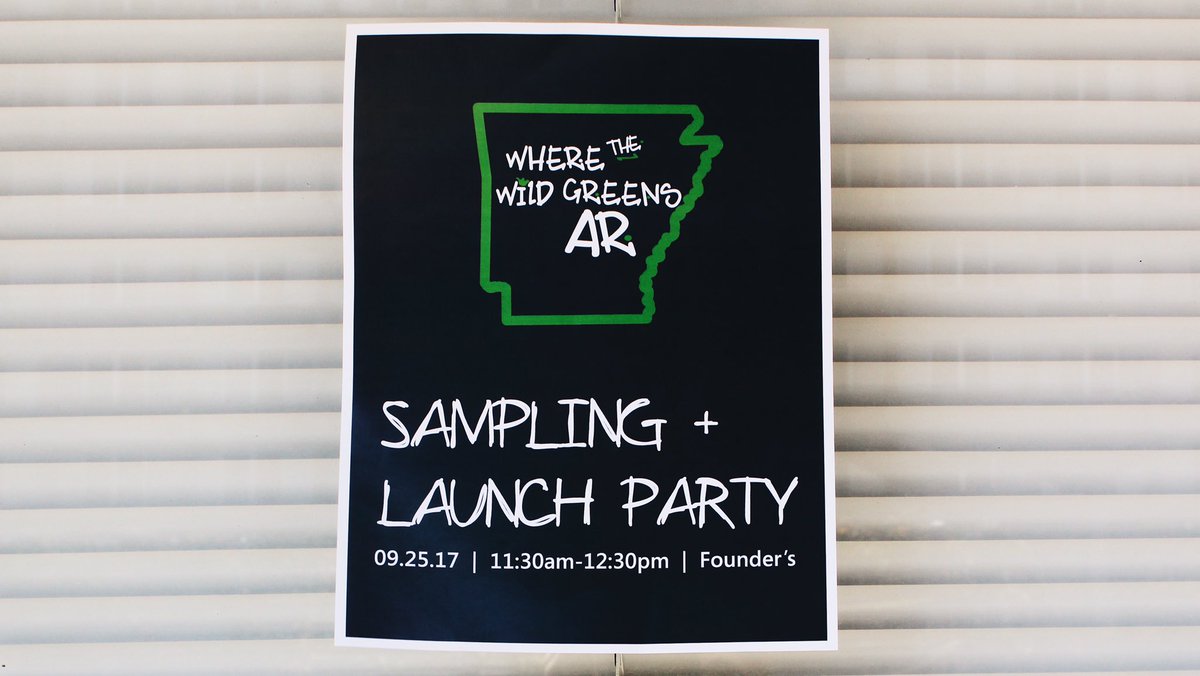 WHERE THE
WILD GREENS
AR.
SAMPLING +
LAUNCH PARTY
09.25.17 | 11:30am-12:30pm | Founder's